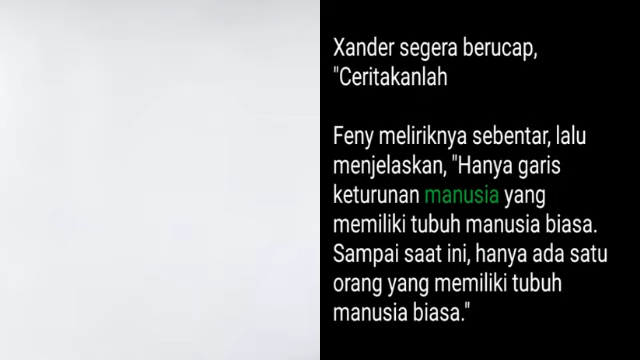 Xander segera berucap,
"Ceritakanlah
Feny meliriknya sebentar, lalu
menjelaskan, "Hanya garis
keturunan manusia yang
memiliki tubuh manusia biasa.
Sampai saat ini, hanya ada satu
orang yang memiliki tubuh
manusia biasa."